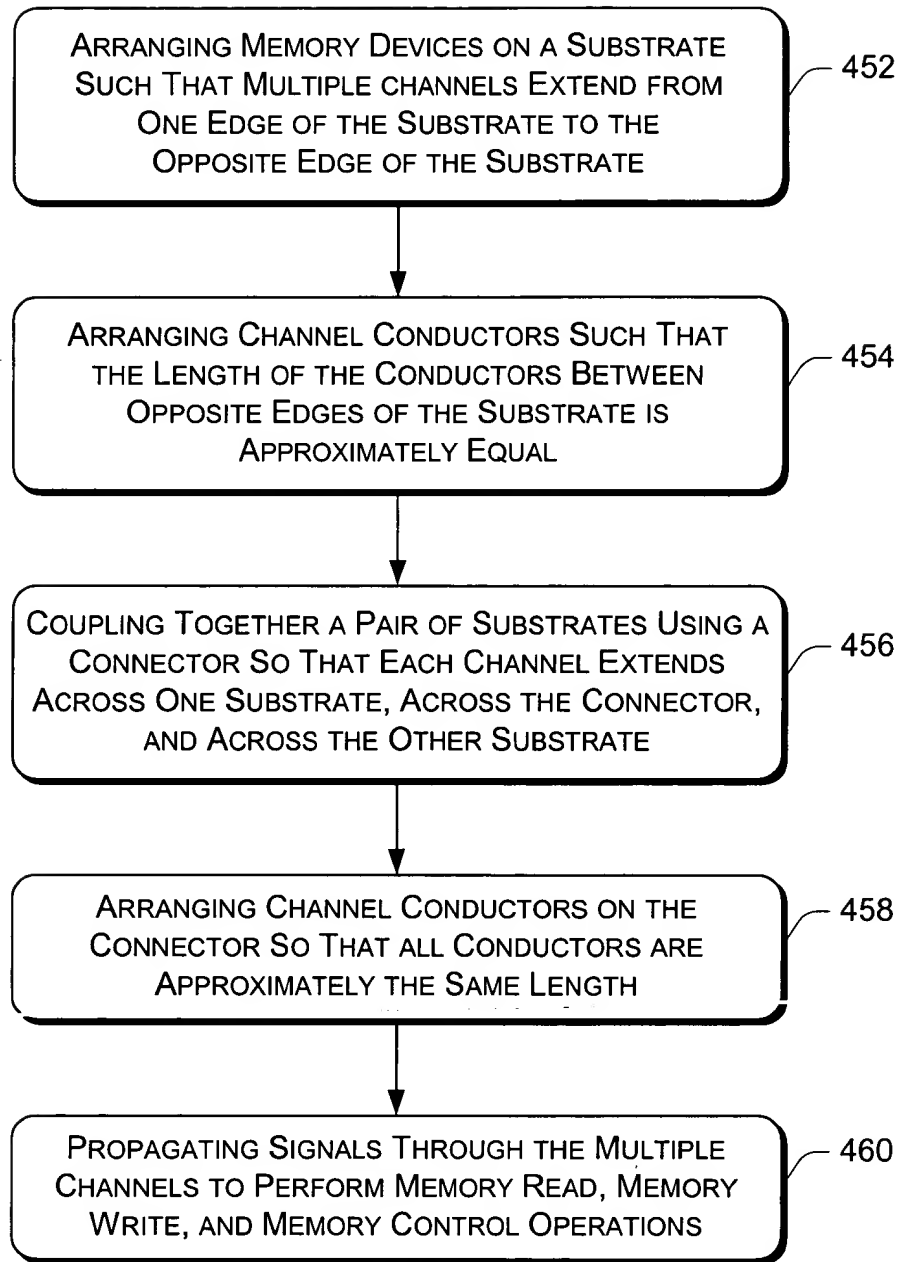 ARRANGING MEMORY DEVICES ON A SUBSTRATE
SUCH THAT MULTIPLE CHANNELS EXTEND FROM
ONE EDGE OF THE SUBSTRATE TO THE
OPPOSITE EDGE OF THE SUBSTRATE
452
ARRANGING CHANNEL CONDUCTORS SUCH THAT
THE LENGTH OF THE CONDUCTORS BETWEEN
OPPOSITE EDGES OF THE SUBSTRATE IS
APPROXIMATELY EQUAL
454
COUPLING TOGETHER A PAIR OF SUBSTRATES USING A
CONNECTOR SO THAT EACH CHANNEL EXTENDS
ACROSS ONE SUBSTRATE, ACROSS THE CONNECTOR,
AND ACROSS THE OTHER SUBSTRATE
456
ARRANGING CHANNEL CONDUCTORS ON THE
CONNECTOR SO THAT ALL CONDUCTORS ARE
APPROXIMATELY THE SAME LENGTH
458
PROPAGATING SIGNALS THROUGH THE MULTIPLE
CHANNELS TO PERFORM MEMORY READ, MEMORY
WRITE, AND MEMORY CONTROL OPERATIONS
460